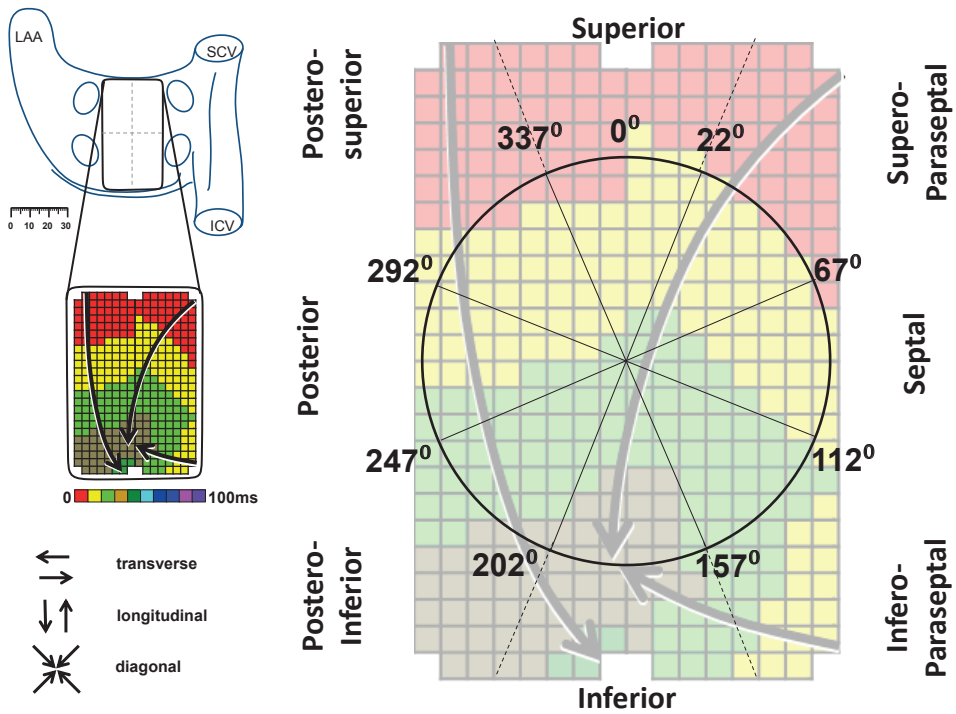 LAA
SCV
ICV
0 10 20 30
0 100ms
transverse
longitudinal
diagonal
Superior
Postero-
superior
Supero-
Paraseptal
337⁰
0⁰
22⁰
292⁰
67⁰
Posterior
Septal
247⁰
112⁰
202⁰
157⁰
Postero-
Inferior
Infero-
Paraseptal
Inferior